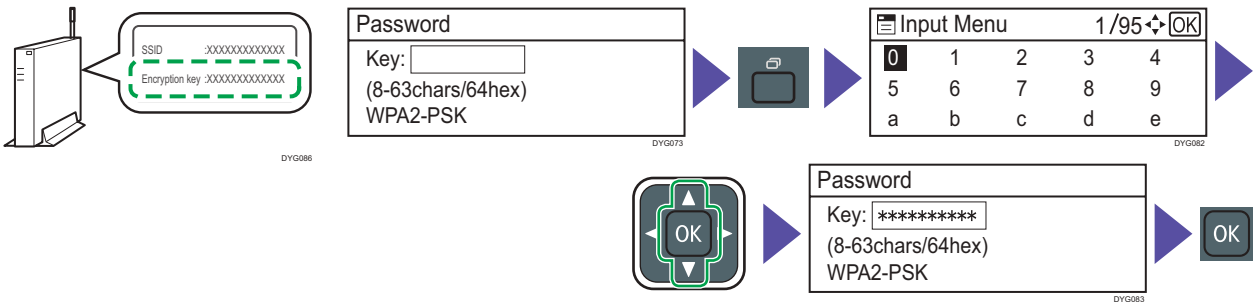 SSID :XXXXXXXXXXXXX
Encryption key :XXXXXXXXXXXXX
DYG086
Password
Key:
(8-63chars/64hex)
WPA2-PSK
DYG073
Input Menu 1/95 OK
0 1 2 3 4
5 6 7 8 9
a b c d e
DYG082
OK
Password
Key: **********
(8-63chars/64hex)
WPA2-PSK
DYG083
OK